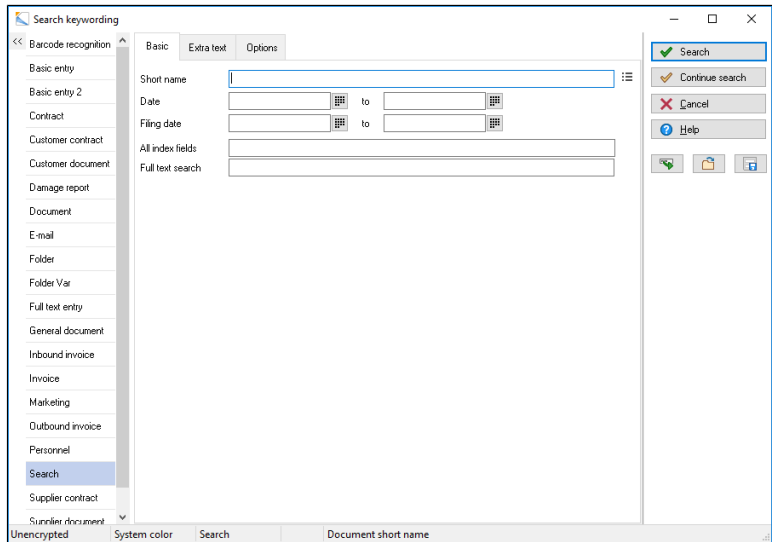 Search keywording
<<
Barcode recognition
Basic entry
Basic entry 2
Contract
Customer contract
Customer document
Damage report
Document
E-mail
Folder
Folder Var
Full text entry
General document
Inbound invoice
Invoice
Marketing
Outbound invoice
Personnel
Search
Supplier contract
Supplier document
Basic Extra text Options
Short name
Date to
Filing date to
All index fields
Full text search
Search
Continue search
Cancel
Help
Unencrypted System color Search Document short name